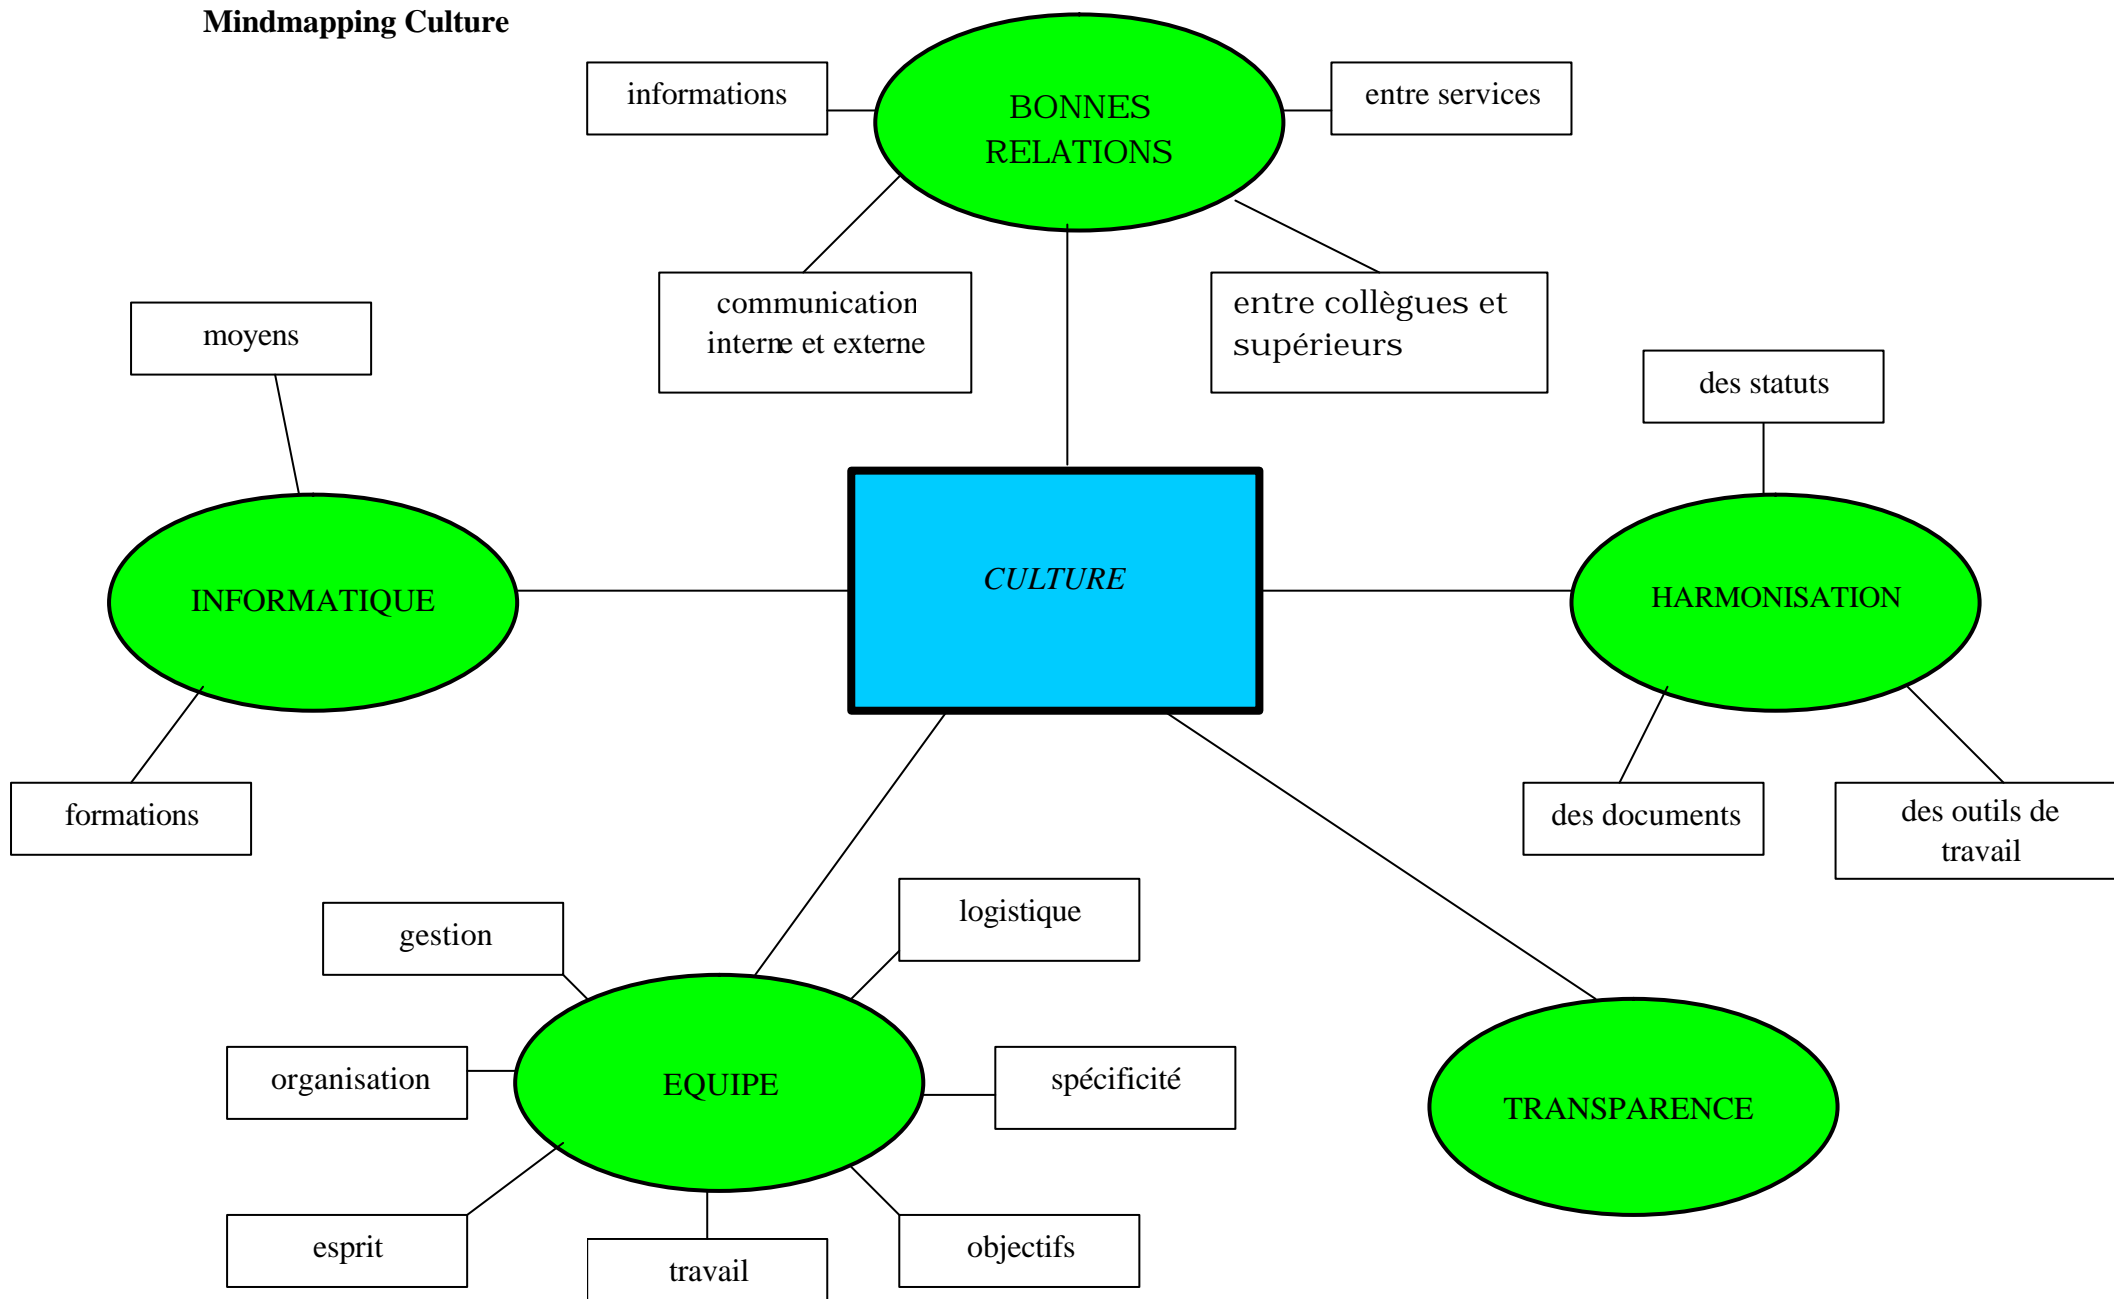 Mindmapping Culture
informations
BONNES
RELATIONS
entre services
communication
interne et externe
entre collègues et
supérieurs
moyens
des statuts
INFORMATIQUE
CULTURE
HARMONISATION
formations
des documents
des outils de
travail
gestion
logistique
organisation
EQUIPE
spécificité
TRANSPARENCE
esprit
travail
objectifs